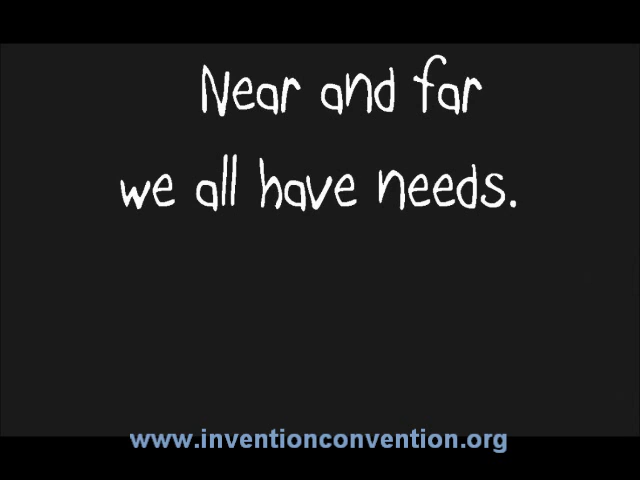 Near and far
we all have needs.
www.inventionconvention.org